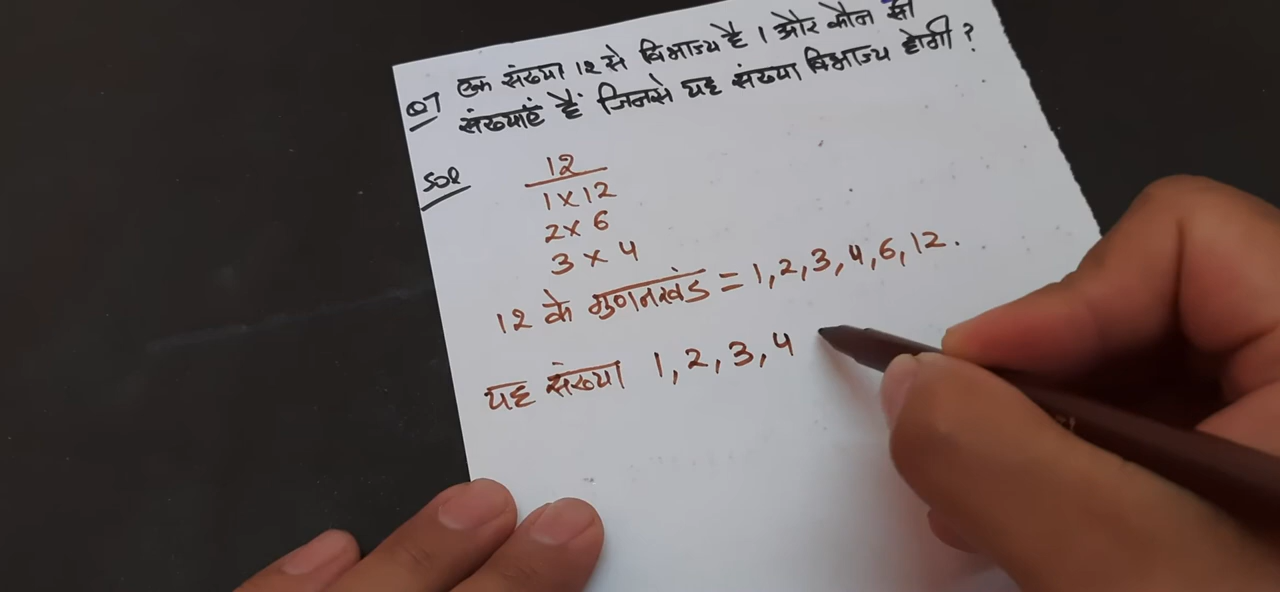 Q7 एक संख्या 12 से विभाज्य है । और कौन सी
संख्याएं हैं जिनसे यह संख्या विभाज्य होगी ?
Sol
12
1 × 12
2 × 6
3 × 4
12 के गुणनखंड = 1, 2, 3, 4, 6, 12.
यह संख्या 1, 2, 3, 4